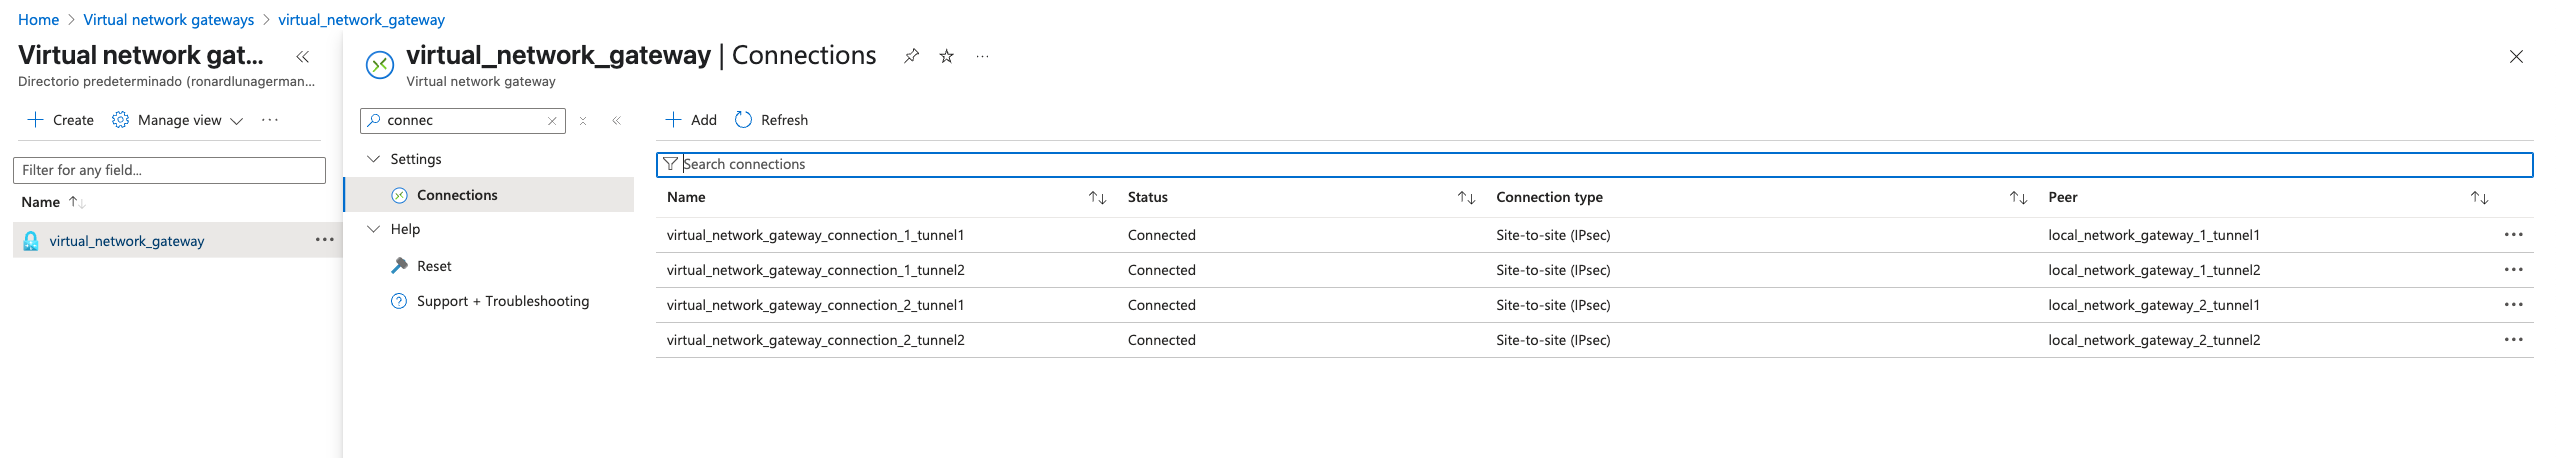 Home > Virtual network gateways > virtual_network_gateway
Virtual network gat... «
Directorio predeterminado (ronardlunagerman...
+ Create Manage view ...
Filter for any field...
Name ↑↓
virtual_network_gateway ...
virtual_network_gateway | Connections ...
Virtual network gateway
connec
Settings
Connections
Help
Reset
Support + Troubleshooting
+ Add Refresh
Search connections
Name ↑↓ Status ↑↓ Connection type ↑↓ Peer ↑↓
virtual_network_gateway_connection_1_tunnel1 Connected Site-to-site (IPsec) local_network_gateway_1_tunnel1 ...
virtual_network_gateway_connection_1_tunnel2 Connected Site-to-site (IPsec) local_network_gateway_1_tunnel2 ...
virtual_network_gateway_connection_2_tunnel1 Connected Site-to-site (IPsec) local_network_gateway_2_tunnel1 ...
virtual_network_gateway_connection_2_tunnel2 Connected Site-to-site (IPsec) local_network_gateway_2_tunnel2 ...